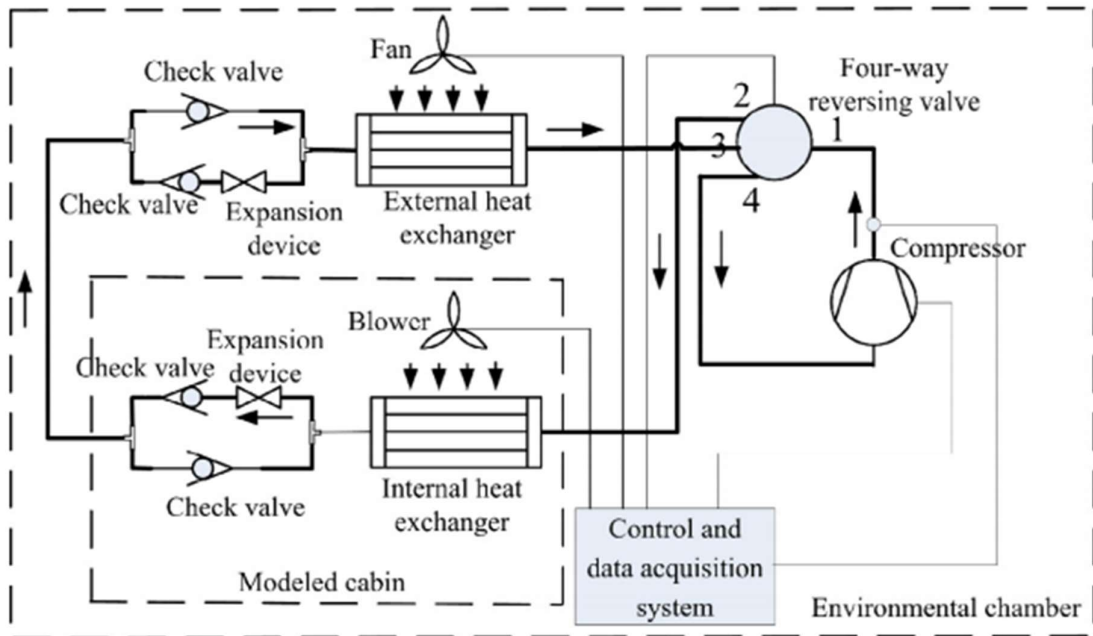 Fan
Check valve
Four-way
reversing valve
2
1
3
4
Check valve
Expansion
device
External heat
exchanger
Compressor
Blower
Expansion
device
Check valve
Check valve
Internal heat
exchanger
Control and
data acquisition
system
Modeled cabin
Environmental chamber